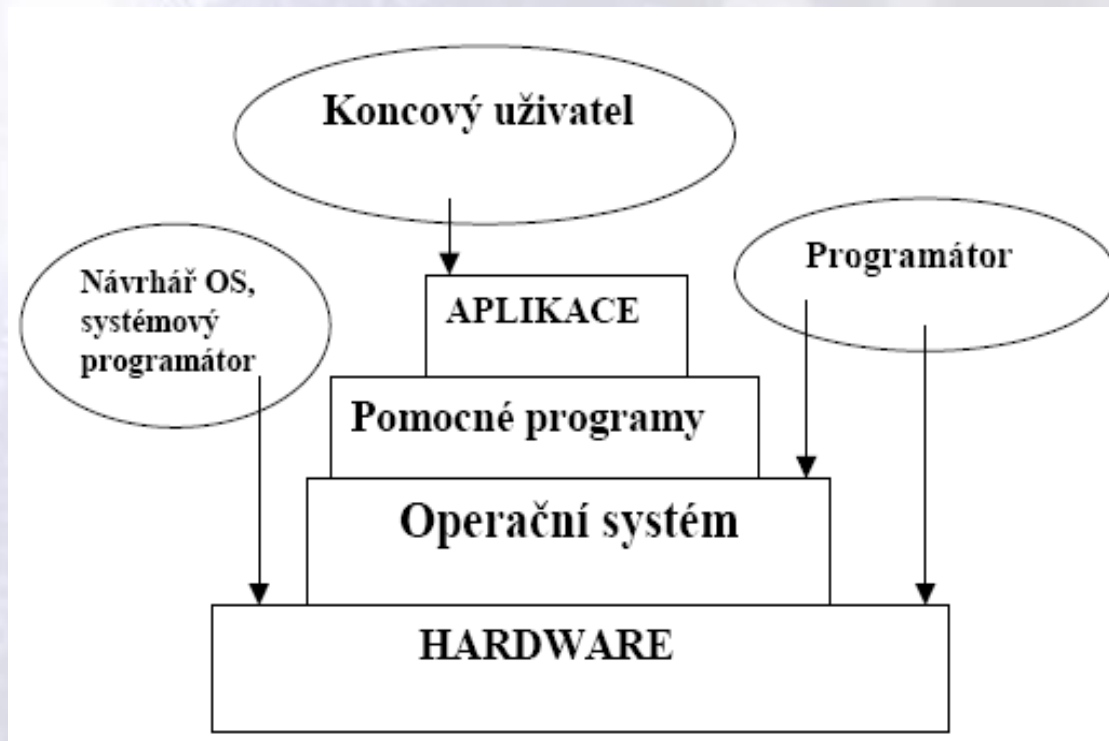 Koncový uživatel
Návrhář OS,
systémový
programátor
Programátor
APLIKACE
Pomocné programy
Operační systém
HARDWARE